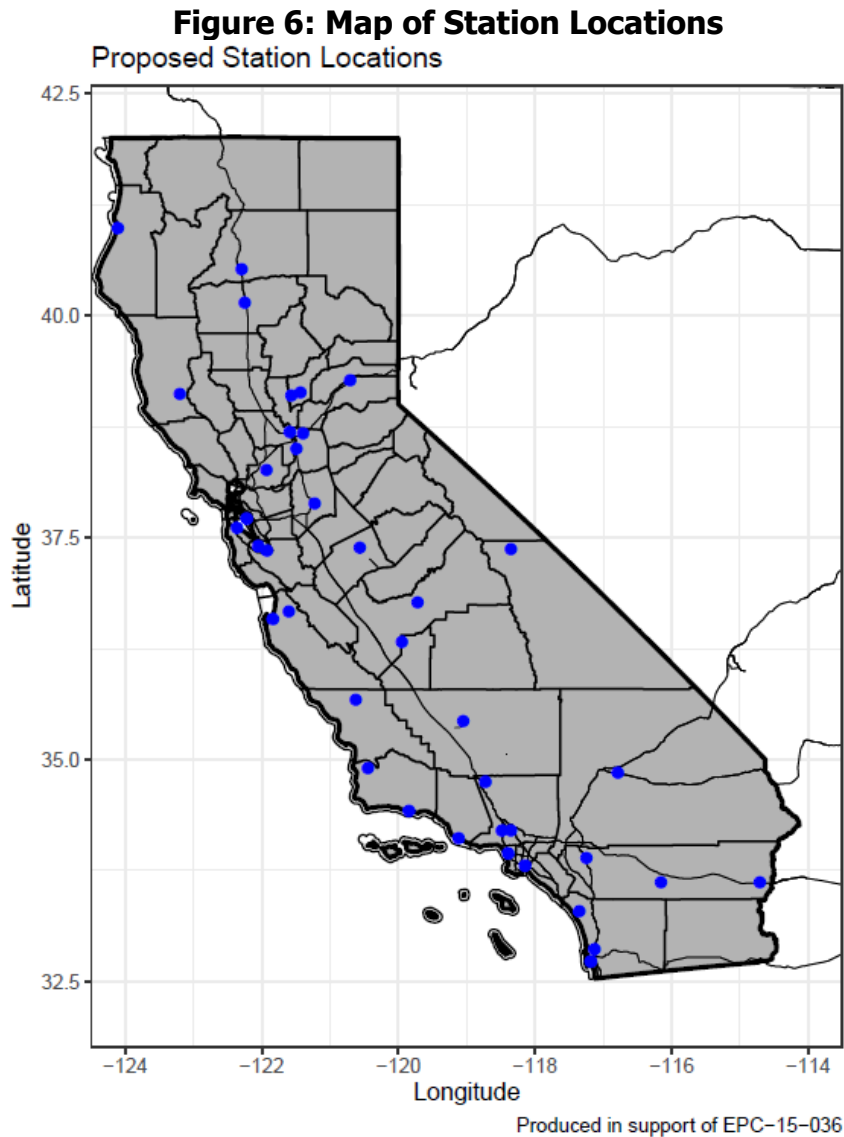 Figure 6: Map of Station Locations
Proposed Station Locations
42.5
40.0
37.5
35.0
32.5
Latitude
−124
−122
−120
−118
−116
−114
Longitude
Produced in support of EPC−15−036